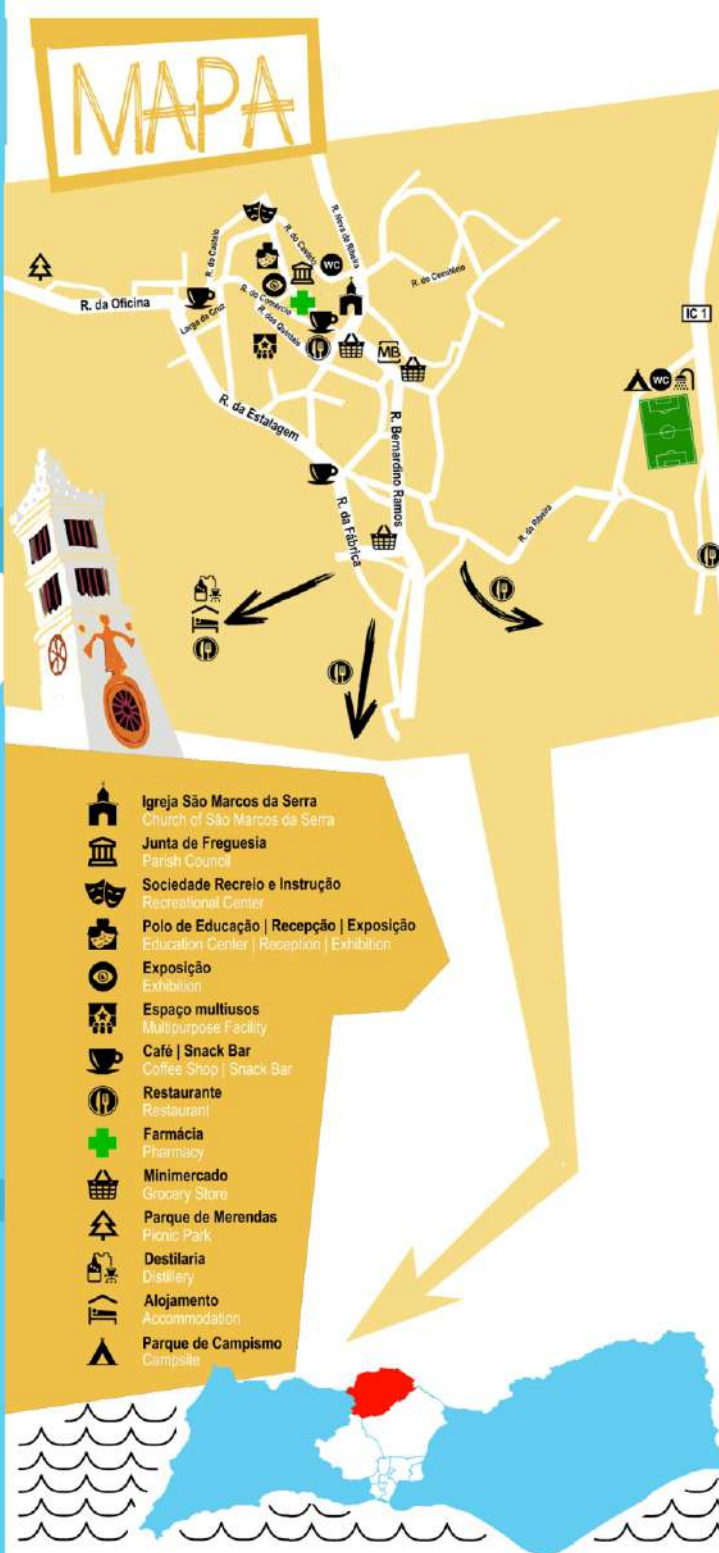 MAPA
R. Nova da Ribeira
R. do Castelo
R. do Castelo
WC
R. do Cemitério
R. da Oficina
R. do Comércio
Largo da Cruz
R. dos Quintais
IC 1
MB
WC
R. da Estalagem
R. Bernardino Ramos
R. da Fábrica
R. da Ribeira
Igreja São Marcos da Serra
Church of São Marcos da Serra
Junta de Freguesia
Parish Council
Sociedade Recreio e Instrução
Recreational Center
Polo de Educação | Recepção | Exposição
Education Center | Reception | Exhibition
Exposição
Exhibition
Espaço multiusos
Multipurpose Facility
Café | Snack Bar
Coffee Shop | Snack Bar
Restaurante
Restaurant
Farmácia
Pharmacy
Minimercado
Grocery Store
Parque de Merendas
Picnic Park
Destilaria
Distillery
Alojamento
Accommodation
Parque de Campismo
Campsite